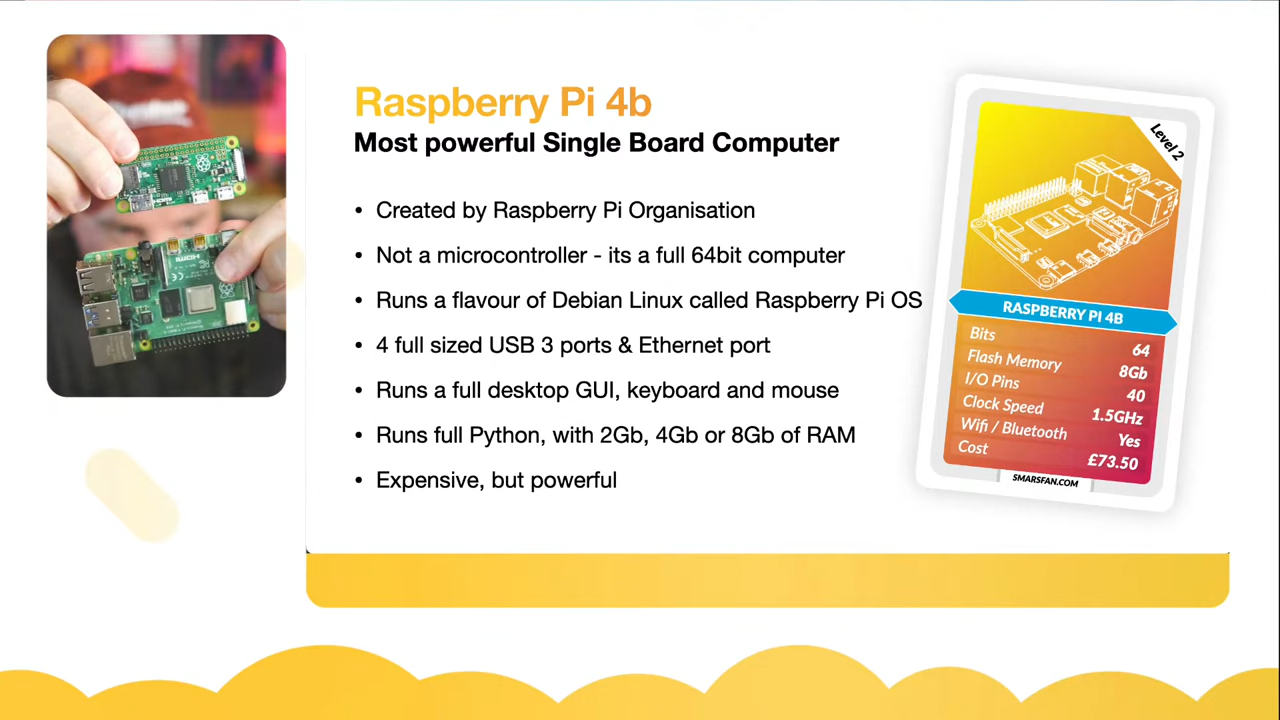 Raspberry Pi 4b
Most powerful Single Board Computer
• Created by Raspberry Pi Organisation
• Not a microcontroller - its a full 64bit computer
• Runs a flavour of Debian Linux called Raspberry Pi OS
• 4 full sized USB 3 ports & Ethernet port
• Runs a full desktop GUI, keyboard and mouse
• Runs full Python, with 2Gb, 4Gb or 8Gb of RAM
• Expensive, but powerful
Level 2
RASPBERRY PI 4B
Bits 64
Flash Memory 8Gb
I/O Pins 40
Clock Speed 1.5GHz
Wifi / Bluetooth Yes
Cost £73.50
SMARSFAN.COM
HDMI